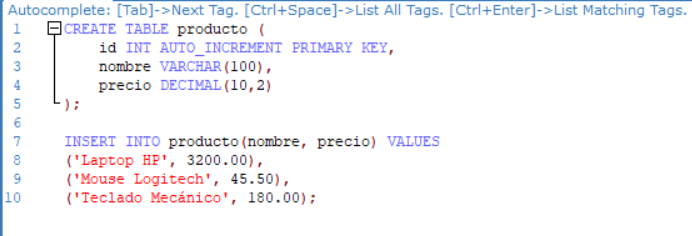 Autocomplete: [Tab]->Next Tag. [Ctrl+Space]->List All Tags. [Ctrl+Enter]->List Matching Tags.
1 CREATE TABLE producto (
2 id INT AUTO_INCREMENT PRIMARY KEY,
3 nombre VARCHAR(100),
4 precio DECIMAL(10,2)
5 );
6
7 INSERT INTO producto(nombre, precio) VALUES
8 ('Laptop HP', 3200.00),
9 ('Mouse Logitech', 45.50),
10 ('Teclado Mecánico', 180.00);